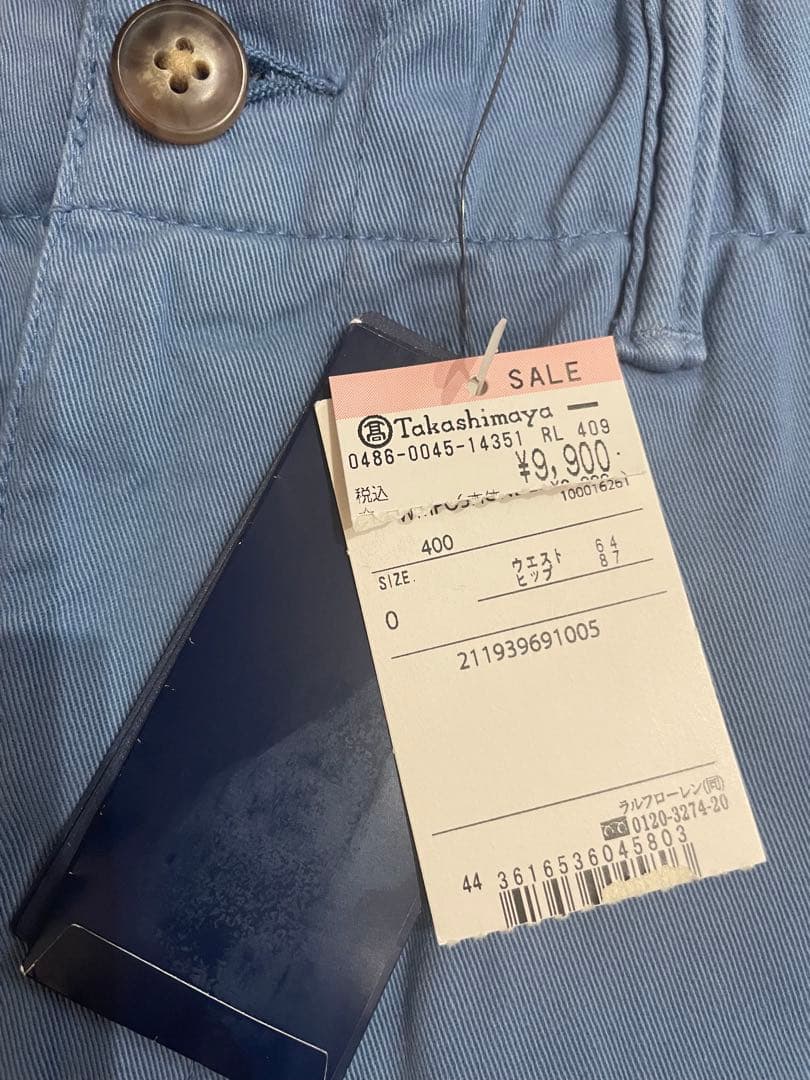 SALE
髙 Takashimaya
0486-0045-14351 RL 409
¥9,900
税込
100016261
400
SIZE. ウエスト 64
ヒップ 87
0
211939691005
ラルフローレン(同)
0120-3274-20
44 3616536045803